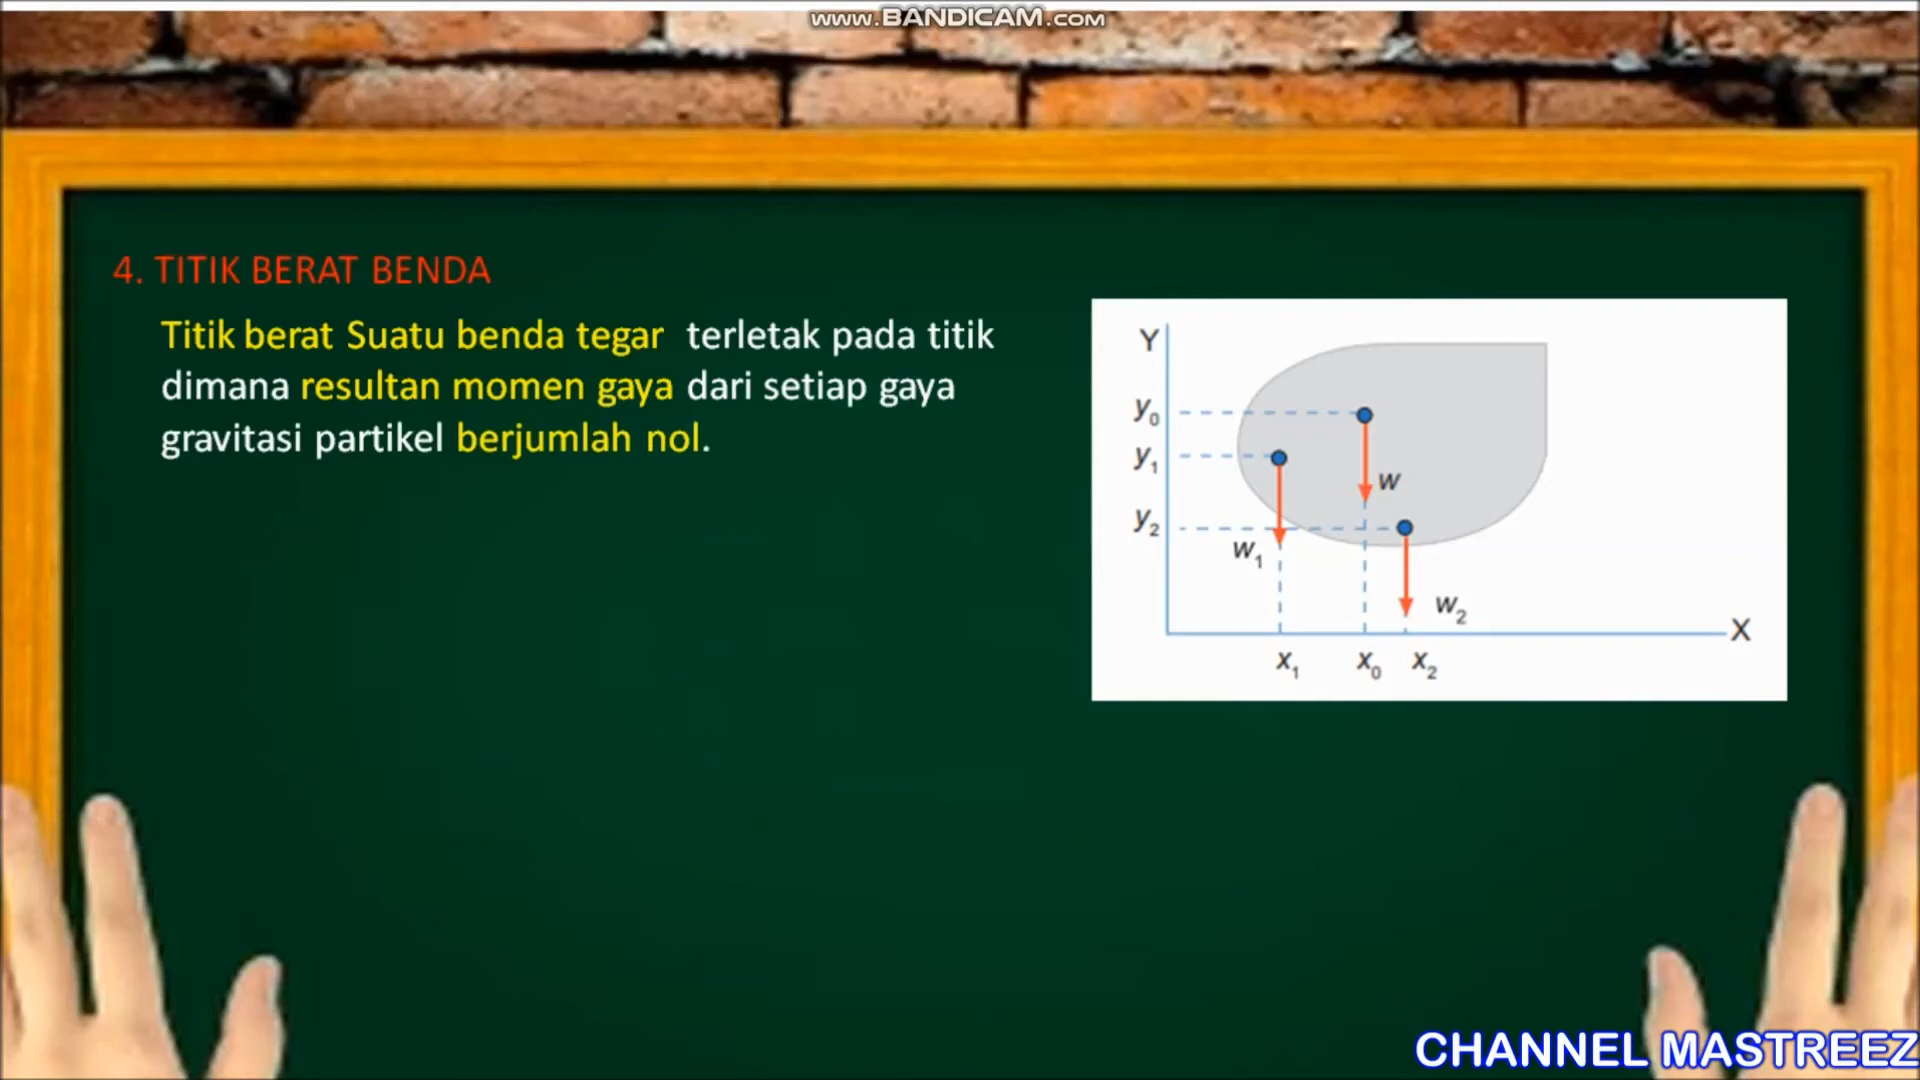 www.BANDICAM.com
4. TITIK BERAT BENDA
Titik berat Suatu benda tegar terletak pada titik
dimana resultan momen gaya dari setiap gaya
gravitasi partikel berjumlah nol.
Y
y0
y1
w
y2
w1
w2
X
x1 x0 x2
CHANNEL MASTREEZ